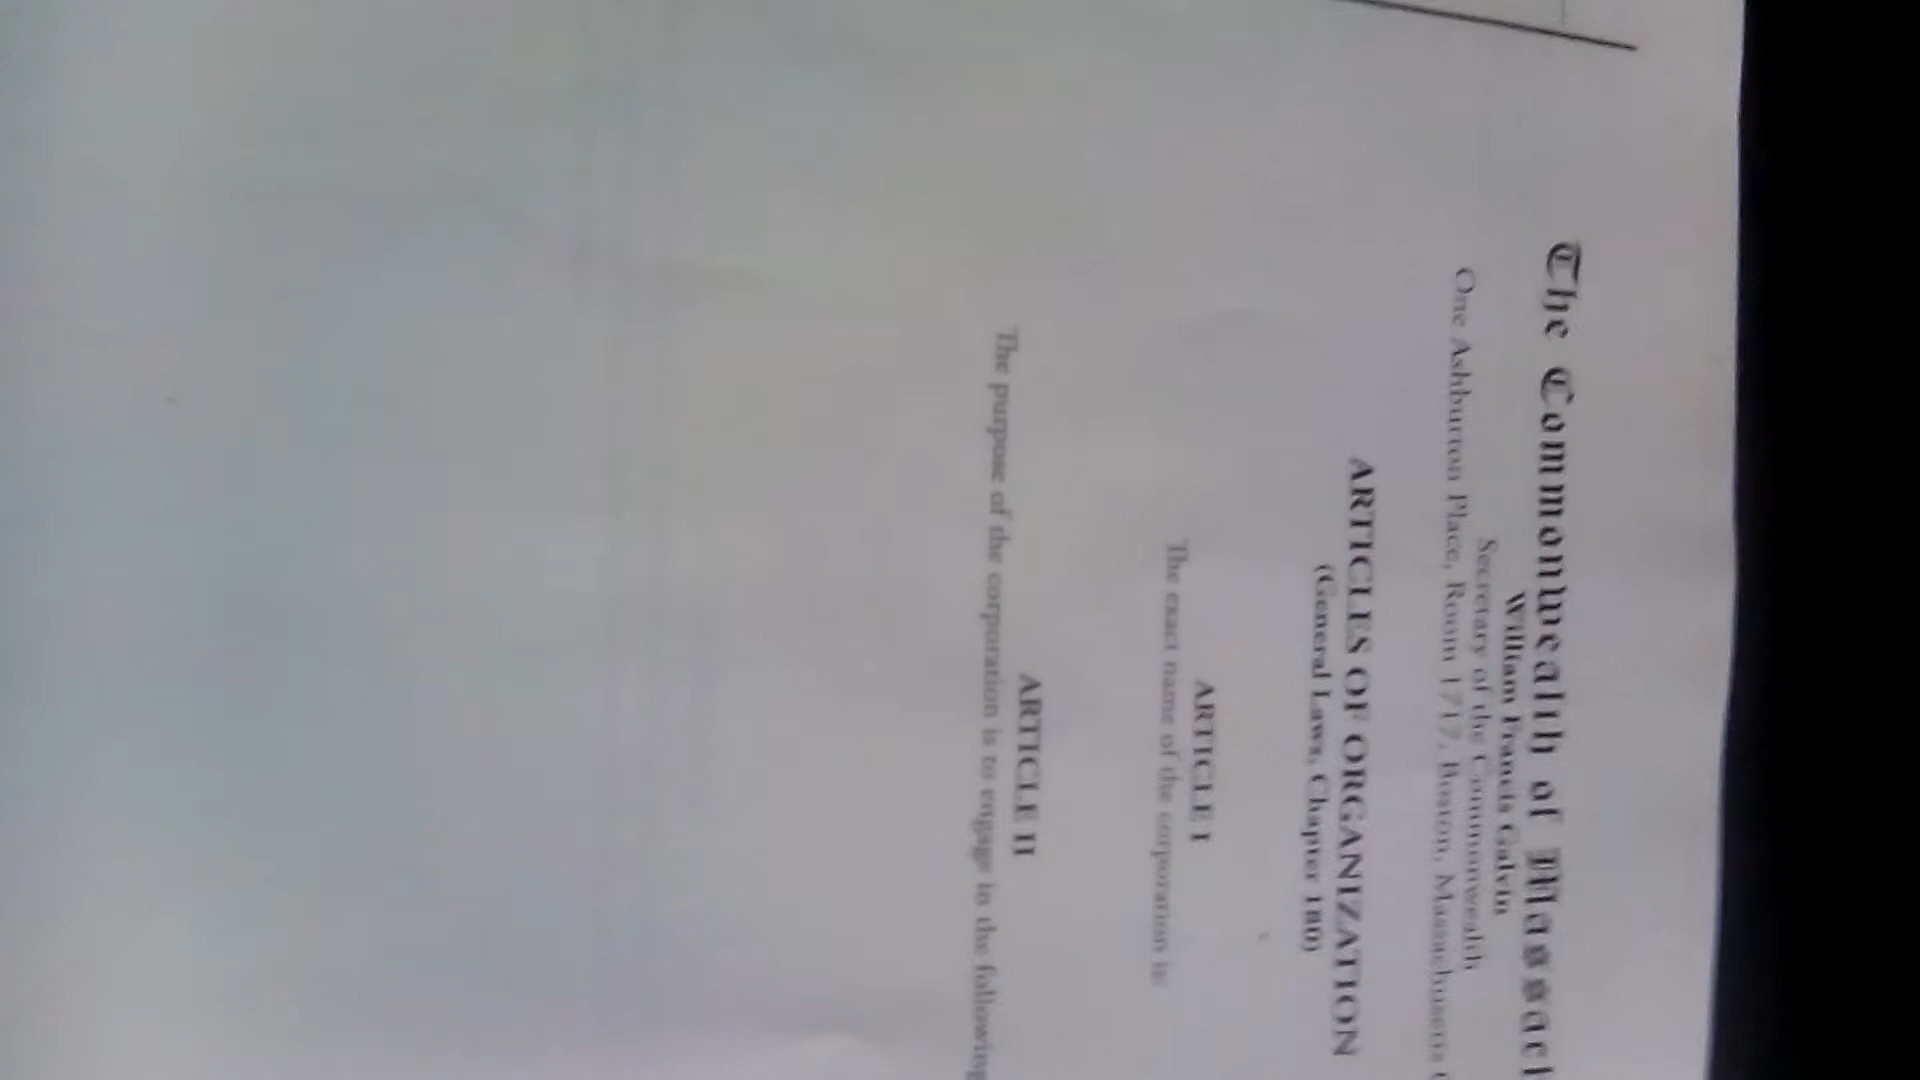 The Commonwealth of Massach
William Francis Galvin
Secretary of the Commonwealth
One Ashburton Place, Room 1717, Boston, Massachusetts
ARTICLES OF ORGANIZATION
(General Laws, Chapter 180)
ARTICLE I
The exact name of the corporation is:
ARTICLE II
The purpose of the corporation is to engage in the following